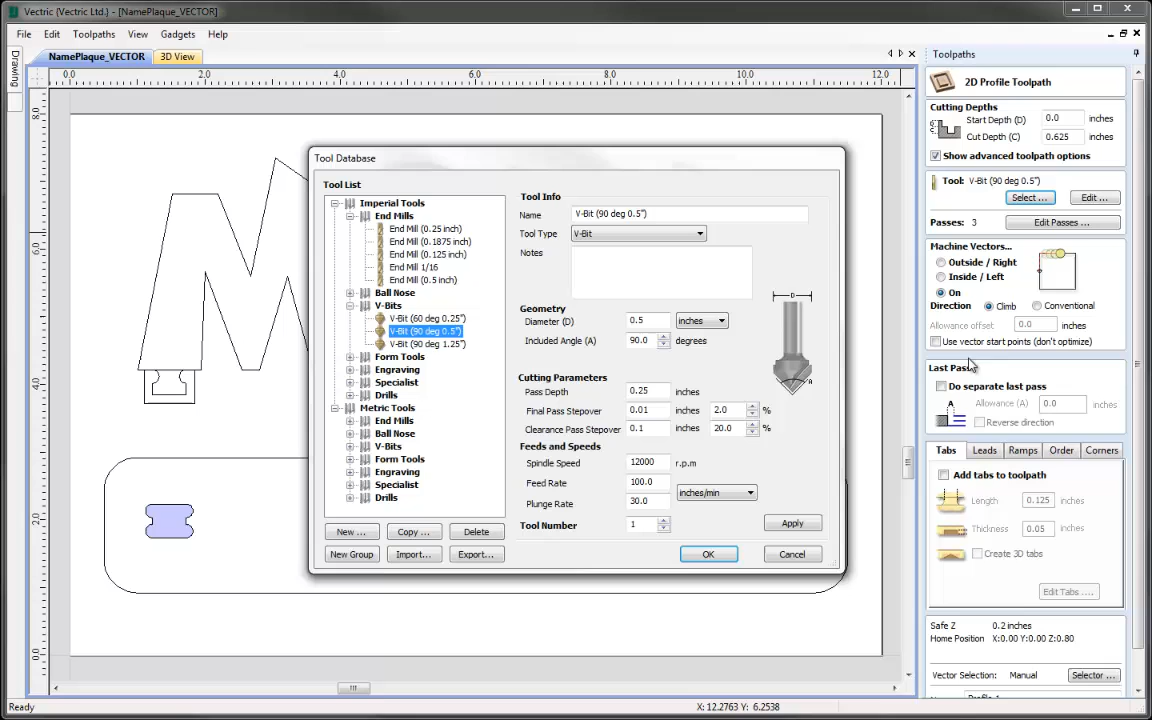 Vectric {Vectric Ltd.} - [NamePlaque_VECTOR]
File Edit Toolpaths View Gadgets Help
Drawing
NamePlaque_VECTOR
3D View
0.0 2.0 4.0 6.0 8.0 10.0 12.0
8.0
6.0
4.0
2.0
0.0
Tool Database
Tool List
Imperial Tools
End Mills
End Mill (0.25 inch)
End Mill (0.1875 inch)
End Mill (0.125 inch)
End Mill 1/16
End Mill (0.5 inch)
Ball Nose
V-Bits
V-Bit (60 deg 0.25")
V-Bit (90 deg 0.5")
V-Bit (90 deg 1.25")
Form Tools
Engraving
Specialist
Drills
Metric Tools
End Mills
Ball Nose
V-Bits
Form Tools
Engraving
Specialist
Drills
New ... Copy ... Delete
New Group Import... Export...
Tool Info
Name V-Bit (90 deg 0.5")
Tool Type V-Bit
Notes
Geometry
Diameter (D) 0.5 inches
Included Angle (A) 90.0 degrees
D
A
Cutting Parameters
Pass Depth 0.25 inches
Final Pass Stepover 0.01 inches 2.0 %
Clearance Pass Stepover 0.1 inches 20.0 %
Feeds and Speeds
Spindle Speed 12000 r.p.m
Feed Rate 100.0
inches/min
Plunge Rate 30.0
Tool Number 1
Apply
OK Cancel
Toolpaths
2D Profile Toolpath
Cutting Depths
Start Depth (D) 0.0 inches
Cut Depth (C) 0.625 inches
Show advanced toolpath options
Tool: V-Bit (90 deg 0.5")
Select ... Edit ...
Passes: 3 Edit Passes ...
Machine Vectors...
Outside / Right
Inside / Left
On
Direction Climb Conventional
Allowance offset 0.0 inches
Use vector start points (don't optimize)
Last Pass
Do separate last pass
A Allowance (A) 0.0 inches
Reverse direction
Tabs Leads Ramps Order Corners
Add tabs to toolpath
Length 0.125 inches
Thickness 0.05 inches
Create 3D tabs
Edit Tabs ....
Safe Z 0.2 inches
Home Position X:0.00 Y:0.00 Z:0.80
Vector Selection: Manual Selector ...
Ready
X: 12.2763 Y: 6.2538